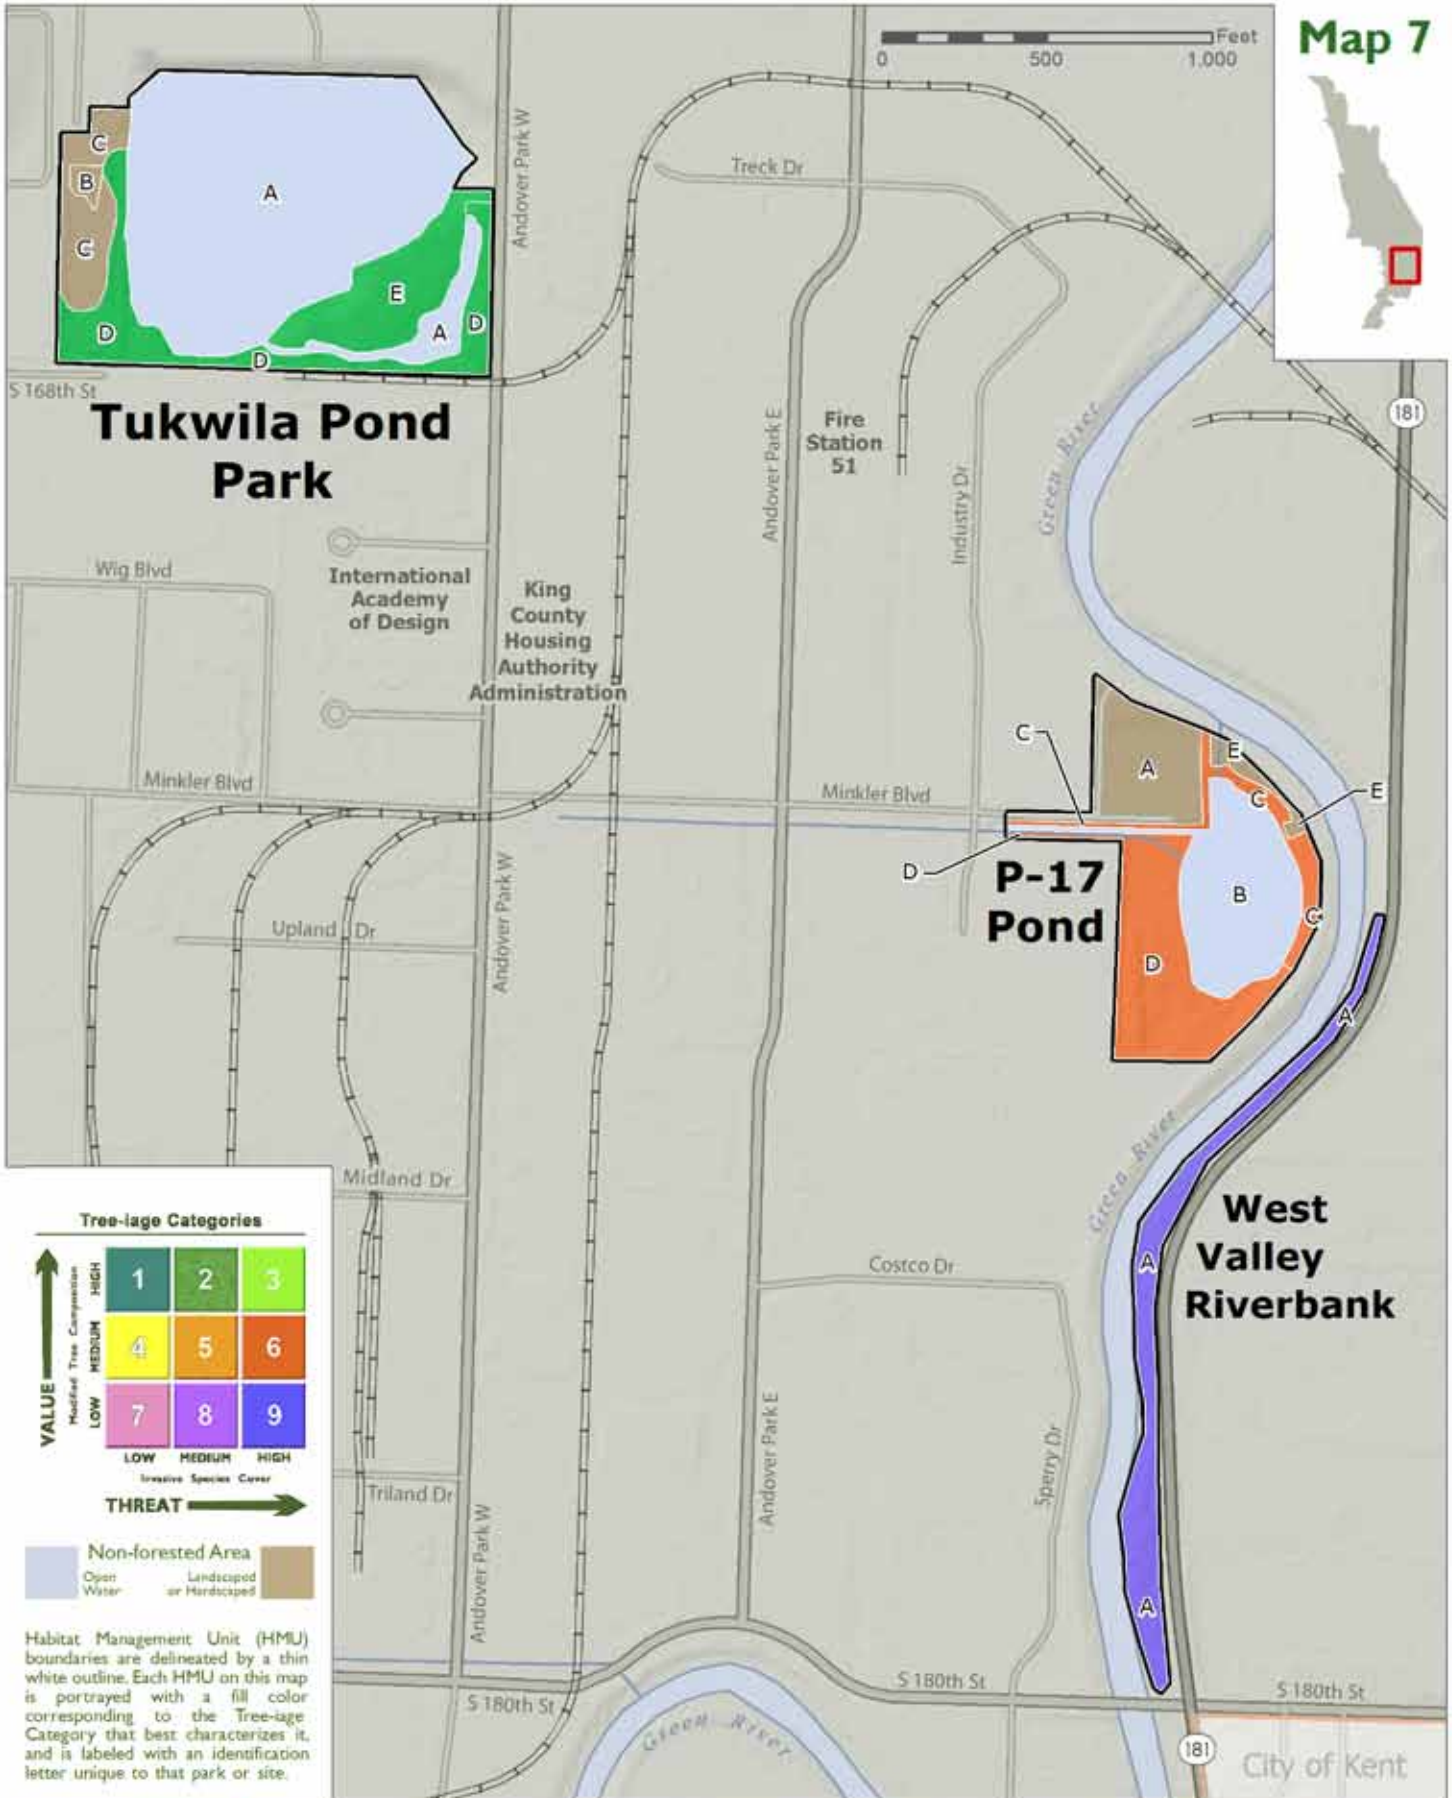 Map 7
Feet
0 500 1,000
Andover Park W
Treck Dr
C
B
A
C
E
D
A
D
D
S 168th St
Tukwila Pond
Park
Andover Park E
Fire
Station
51
Industry Dr
Green River
181
Wig Blvd
International
Academy
of Design
King
County
Housing
Authority
Administration
Minkler Blvd
Minkler Blvd
C
A
E
C
E
D
P-17
Pond
B
C
D
A
Upland Dr
Andover Park W
Green River
Midland Dr
West
Valley
Riverbank
A
Costco Dr
Andover Park E
Sperry Dr
Triland Dr
Andover Park W
A
S 180th St
S 180th St
S 180th St
Green River
181
City of Kent
Tree-iage Categories
VALUE
Modified Tree Composition
HIGH
MEDIUM
LOW
1 2 3
4 5 6
7 8 9
LOW MEDIUM HIGH
Invasive Species Cover
THREAT
Non-forested Area
Open
Water
Landscaped
or Hardscaped
Habitat Management Unit (HMU)
boundaries are delineated by a thin
white outline. Each HMU on this map
is portrayed with a fill color
corresponding to the Tree-iage
Category that best characterizes it,
and is labeled with an identification
letter unique to that park or site.